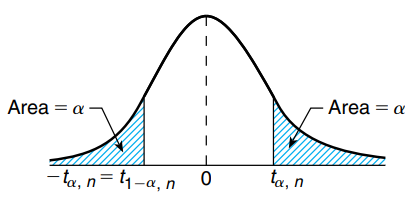 Area = α
Area = α
−tα, n = t1−α, n
0
tα, n